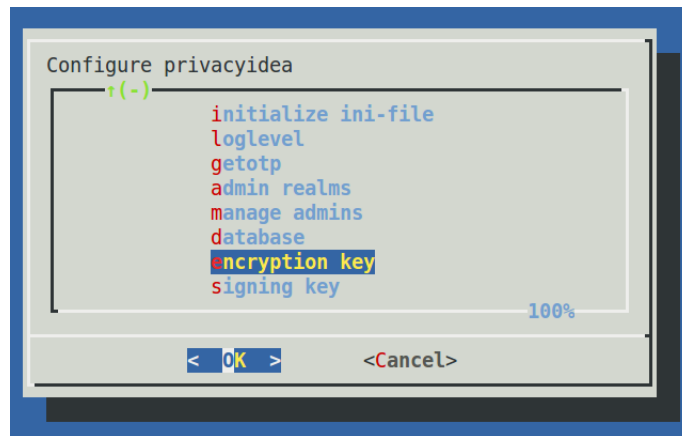 Configure privacyidea
↑(-)
initialize ini-file
loglevel
getotp
admin realms
manage admins
database
encryption key
signing key
100%
< OK > <Cancel>